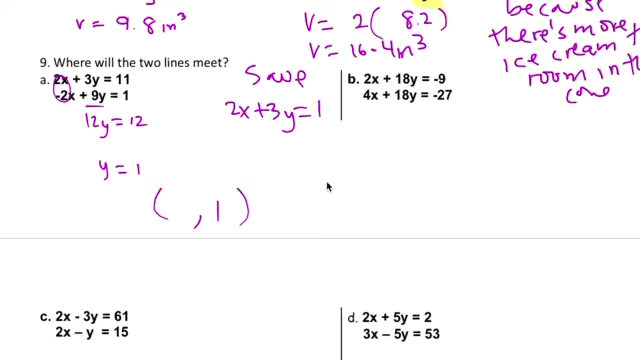 v = 9.8 in³
v = 2 ( 8.2 )
v = 16.4 in³
because
there's more
ice cream
room in the
cone
9. Where will the two lines meet?
a. 2x + 3y = 11
-2x + 9y = 1
12y = 12
y = 1
( , 1 )
Save
2x + 3y = 1
b. 2x + 18y = -9
4x + 18y = -27
c. 2x - 3y = 61
2x – y = 15
d. 2x + 5y = 2
3x - 5y = 53